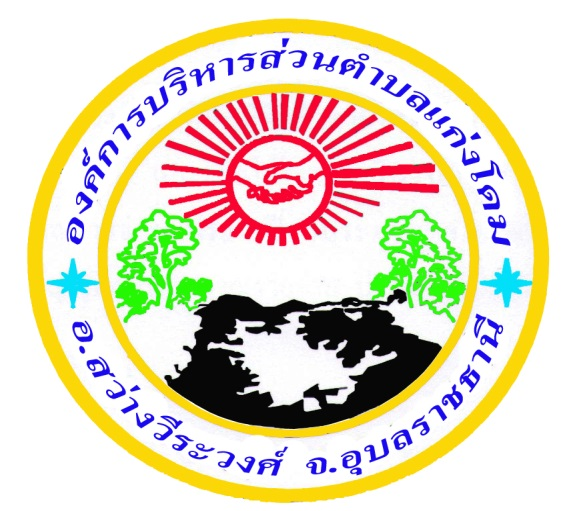 องค์การบริหารส่วนตำบลแก่งโดม
อ.สว่างวีระวงศ์ จ.อุบลราชธานี